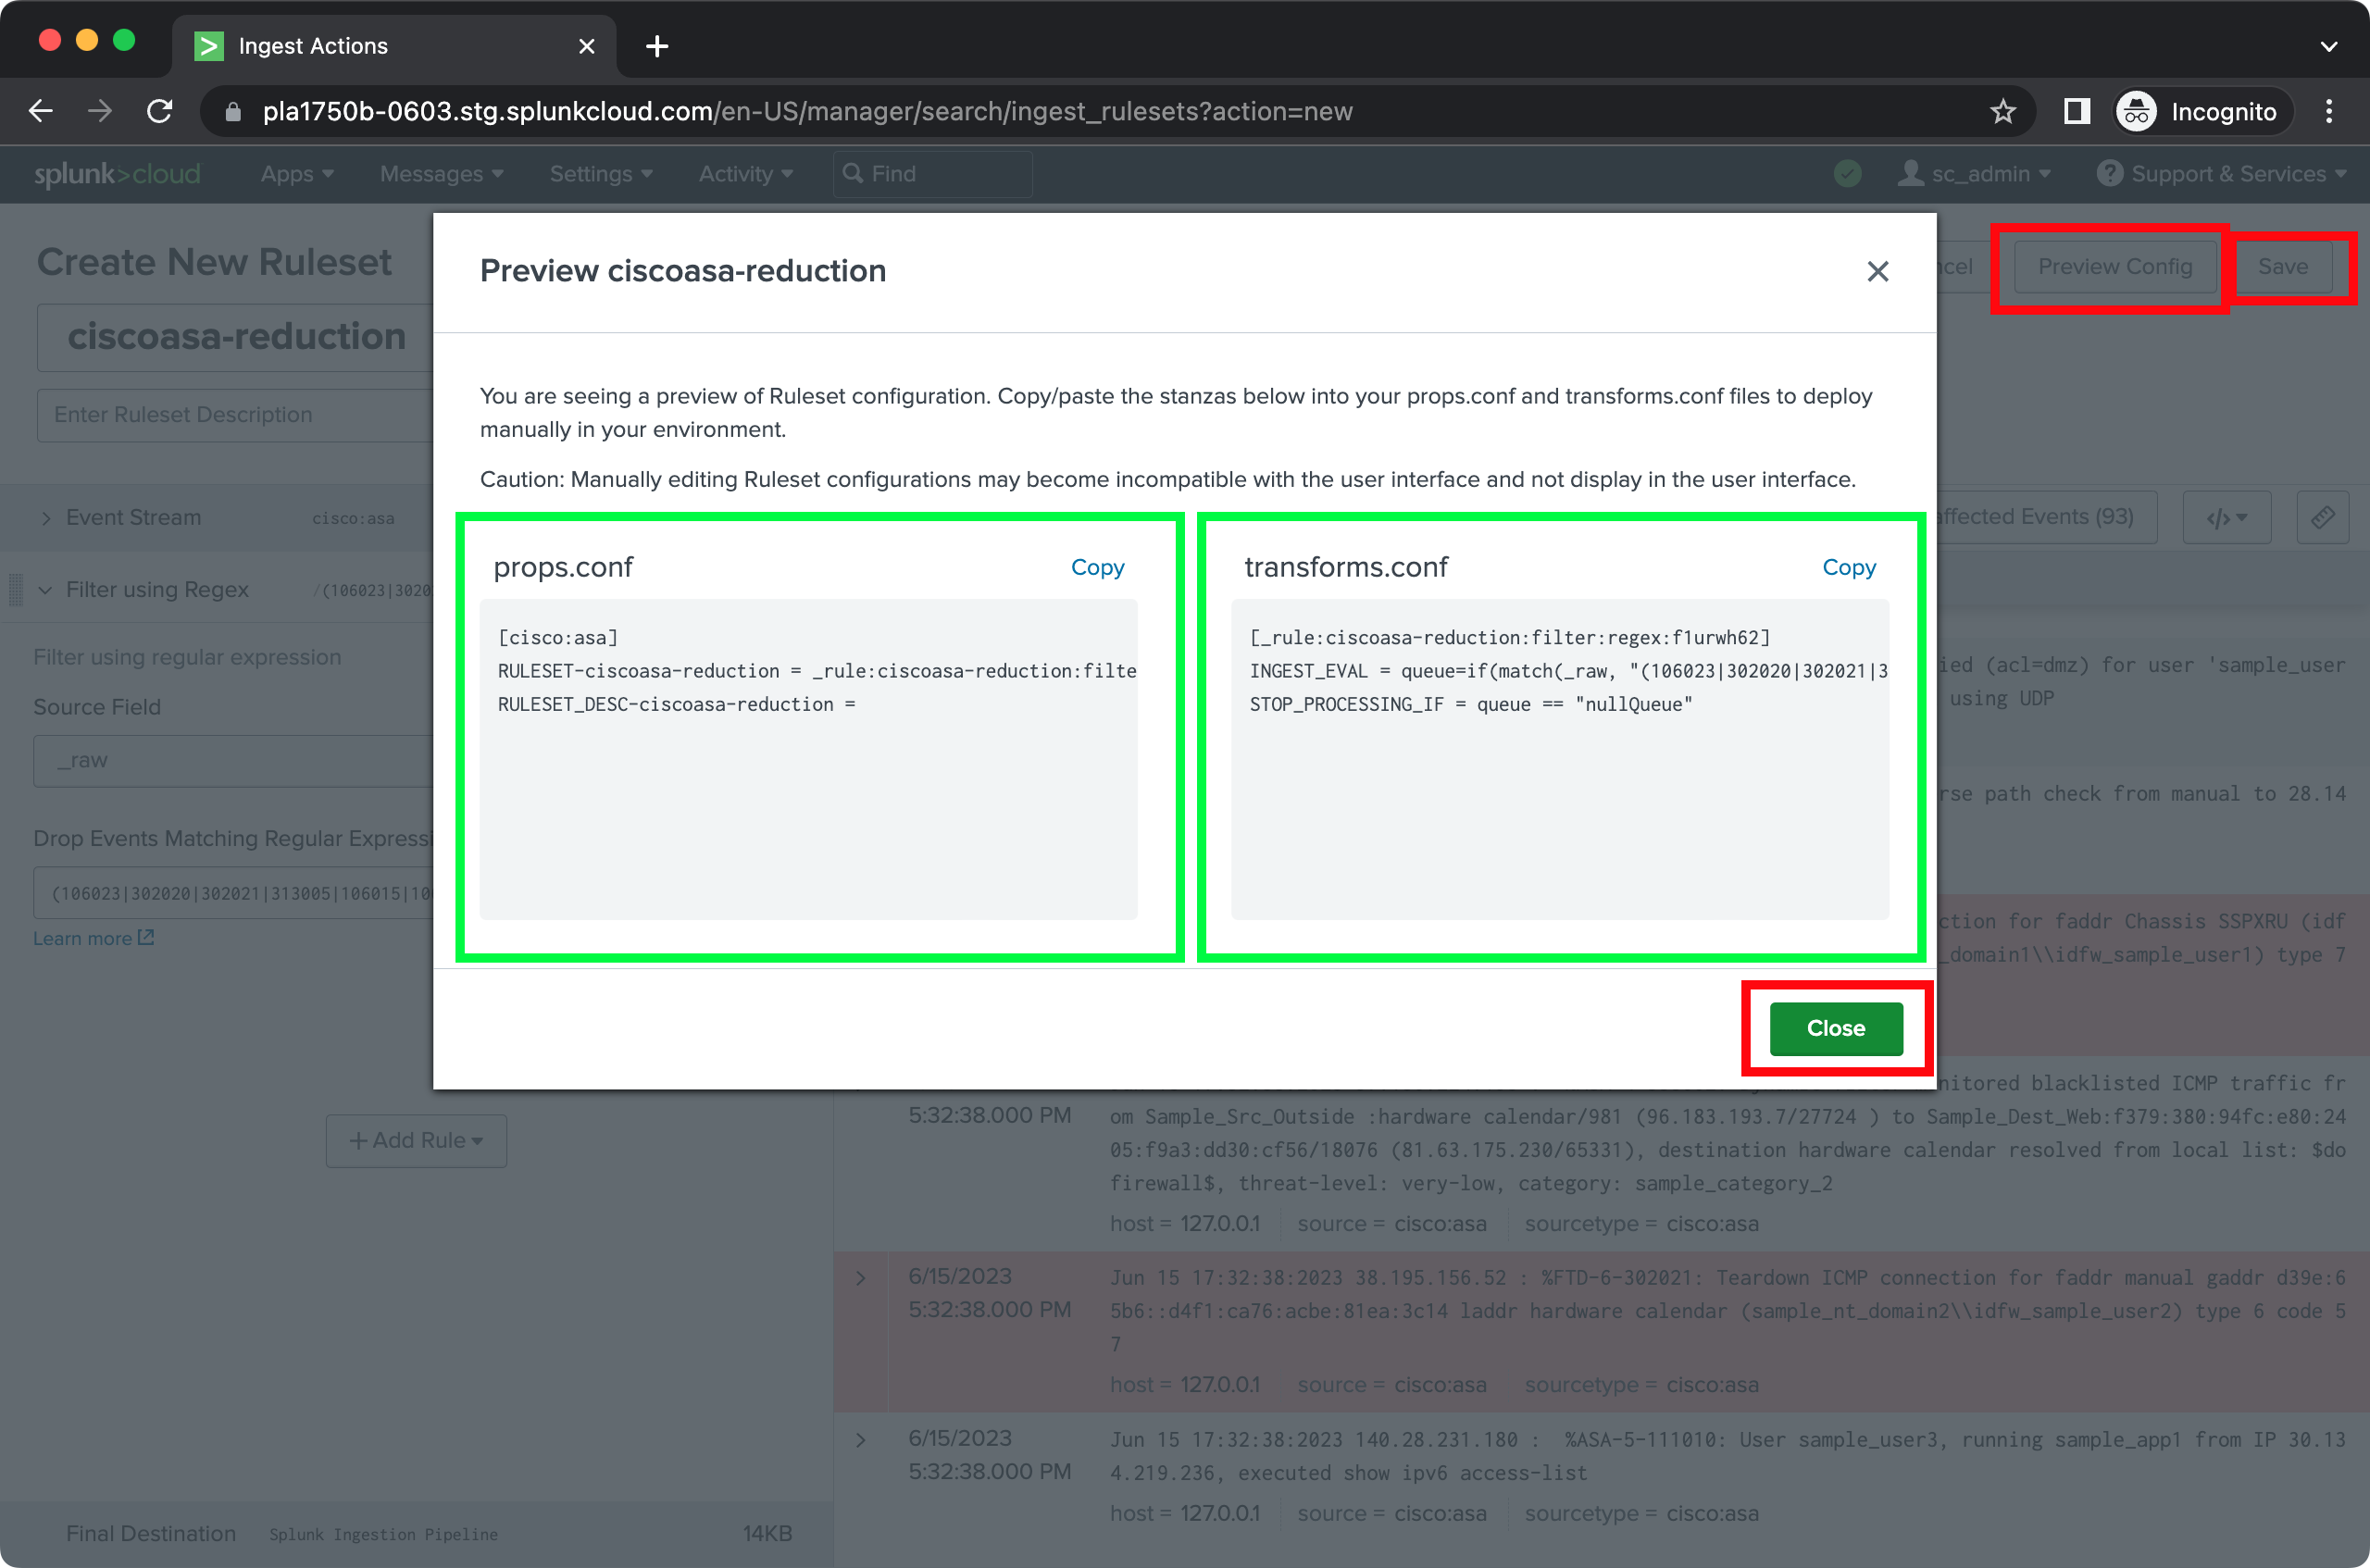 Ingest Actions
pla1750b-0603.stg.splunkcloud.com/en-US/manager/search/ingest_rulesets?action=new
Incognito
splunk>cloud Apps Messages Settings Activity Find sc_admin Support & Services
Create New Ruleset
ncel Preview Config Save
ciscoasa-reduction
Enter Ruleset Description
Preview ciscoasa-reduction
You are seeing a preview of Ruleset configuration. Copy/paste the stanzas below into your props.conf and transforms.conf files to deploy
manually in your environment.
Caution: Manually editing Ruleset configurations may become incompatible with the user interface and not display in the user interface.
props.conf Copy
[cisco:asa]
RULESET-ciscoasa-reduction = _rule:ciscoasa-reduction:filte
RULESET_DESC-ciscoasa-reduction =
transforms.conf Copy
[_rule:ciscoasa-reduction:filter:regex:f1urwh62]
INGEST_EVAL = queue=if(match(_raw, "(106023|302020|302021|3
STOP_PROCESSING_IF = queue == "nullQueue"
Close
Event Stream cisco:asa
Filter using Regex /(106023|3020
Filter using regular expression
Source Field
_raw
Drop Events Matching Regular Expressi
(106023|302020|302021|313005|106015|10
Learn more
+ Add Rule
Final Destination Splunk Ingestion Pipeline 14KB
affected Events (93)
ied (acl=dmz) for user 'sample_user
using UDP
rse path check from manual to 28.14
ction for faddr Chassis SSPXRU (idf
_domain1\\idfw_sample_user1) type 7
nitored blacklisted ICMP traffic fr
5:32:38.000 PM om Sample_Src_Outside :hardware calendar/981 (96.183.193.7/27724 ) to Sample_Dest_Web:f379:380:94fc:e80:24
05:f9a3:dd30:cf56/18076 (81.63.175.230/65331), destination hardware calendar resolved from local list: $do
firewall$, threat-level: very-low, category: sample_category_2
host = 127.0.0.1 source = cisco:asa sourcetype = cisco:asa
6/15/2023 Jun 15 17:32:38:2023 38.195.156.52 : %FTD-6-302021: Teardown ICMP connection for faddr manual gaddr d39e:6
5:32:38.000 PM 5b6::d4f1:ca76:acbe:81ea:3c14 laddr hardware calendar (sample_nt_domain2\\idfw_sample_user2) type 6 code 5
7
host = 127.0.0.1 source = cisco:asa sourcetype = cisco:asa
6/15/2023 Jun 15 17:32:38:2023 140.28.231.180 : %ASA-5-111010: User sample_user3, running sample_app1 from IP 30.13
5:32:38.000 PM 4.219.236, executed show ipv6 access-list
host = 127.0.0.1 source = cisco:asa sourcetype = cisco:asa